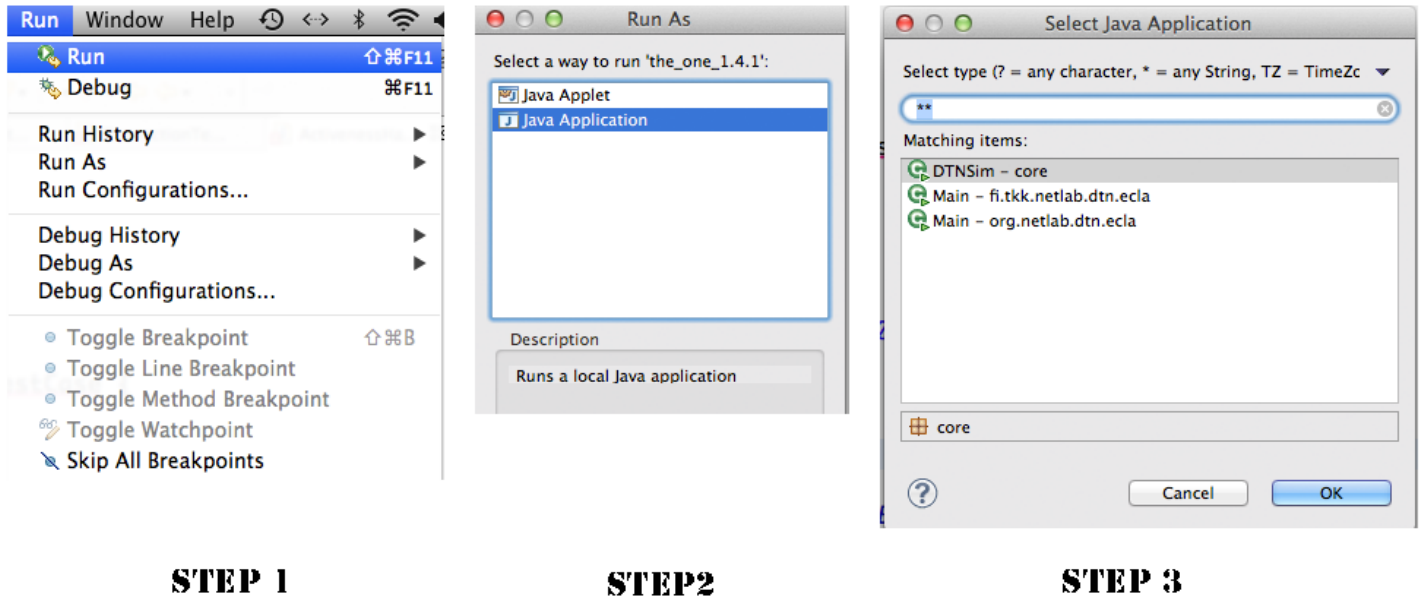 Run Window Help
Run ⇧⌘F11
Debug ⌘F11
Run History
Run As
Run Configurations...
Debug History
Debug As
Debug Configurations...
Toggle Breakpoint ⇧⌘B
Toggle Line Breakpoint
Toggle Method Breakpoint
Toggle Watchpoint
Skip All Breakpoints
STEP 1
Run As
Select a way to run 'the_one_1.4.1':
Java Applet
Java Application
Description
Runs a local Java application
STEP2
Select Java Application
Select type (? = any character, * = any String, TZ = TimeZo
**
Matching items:
DTNSim – core
Main – fi.tkk.netlab.dtn.ecla
Main – org.netlab.dtn.ecla
core
?
Cancel OK
STEP 3